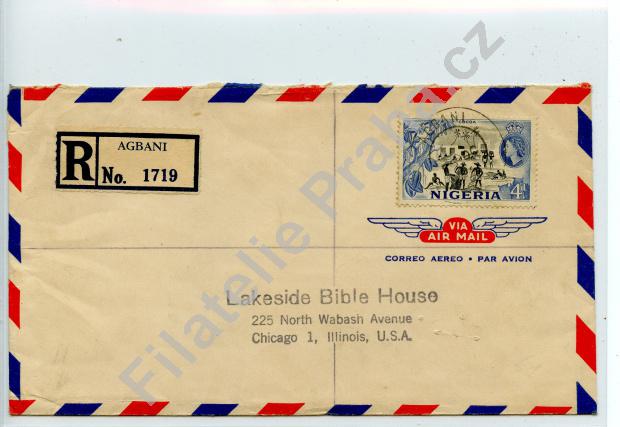 AGBANI
R No. 1719
COCOA
NIGERIA
4d
VIA
AIR MAIL
CORREO AEREO • PAR AVION
Lakeside Bible House
225 North Wabash Avenue
Chicago 1, Illinois, U.S.A.
Filatelie Praha.cz